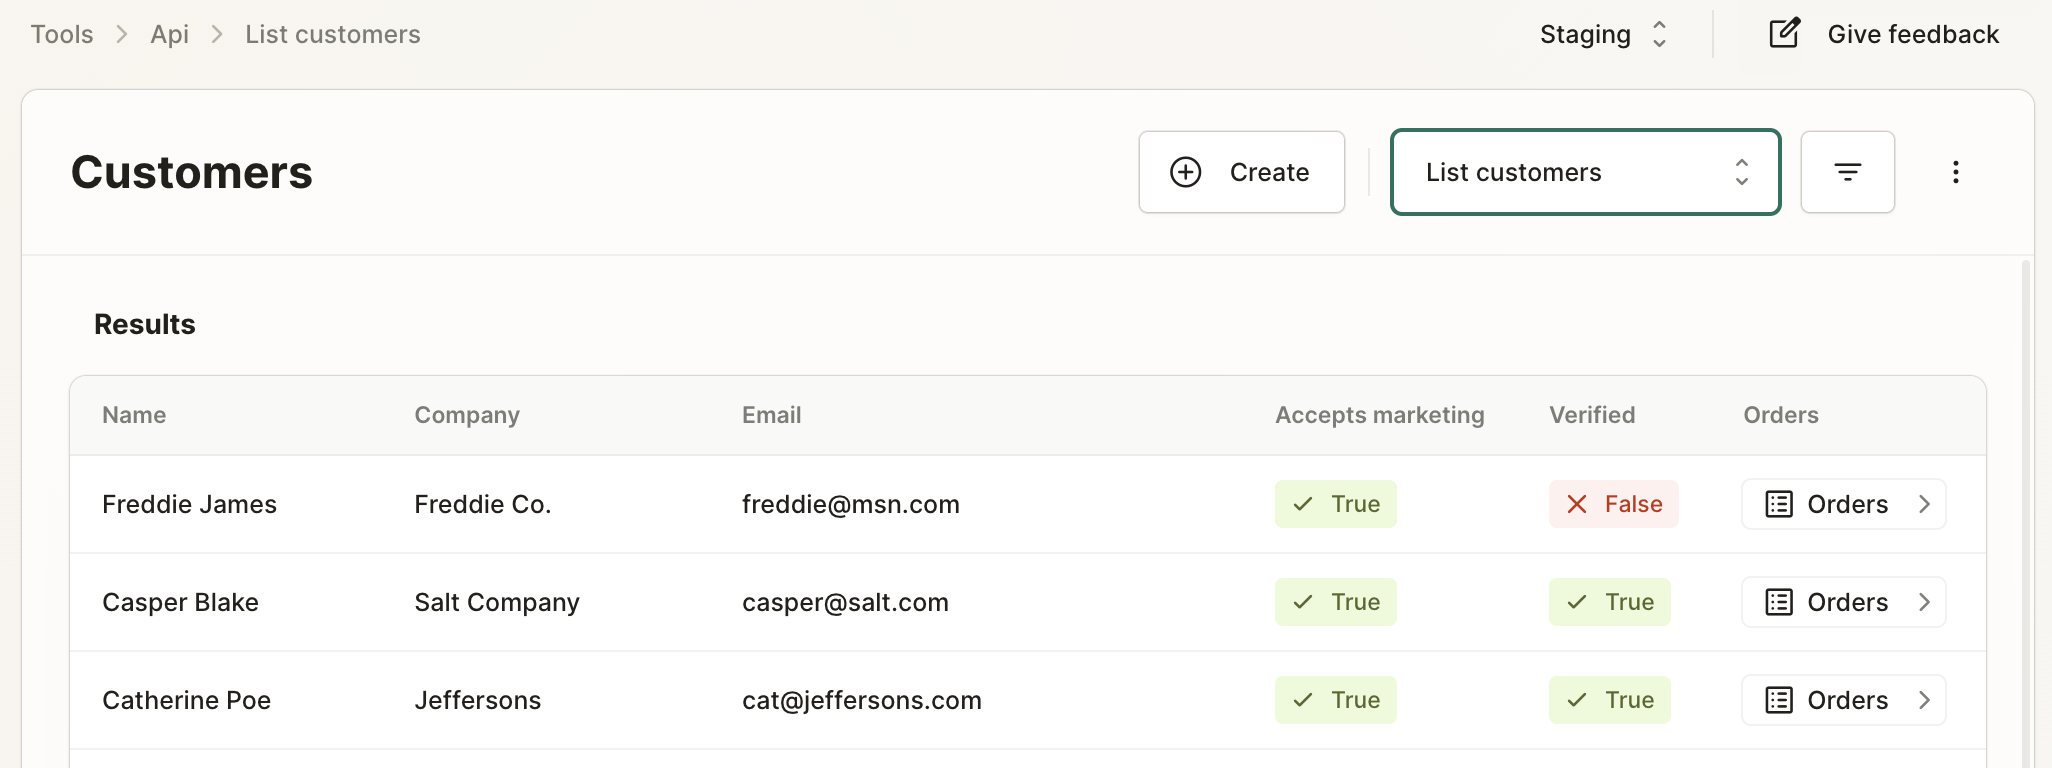 Tools > Api > List customers
Staging
Give feedback
Customers
Create
List customers
Results
Name Company Email Accepts marketing Verified Orders
Freddie James Freddie Co. freddie@msn.com True False Orders
Casper Blake Salt Company casper@salt.com True True Orders
Catherine Poe Jeffersons cat@jeffersons.com True True Orders